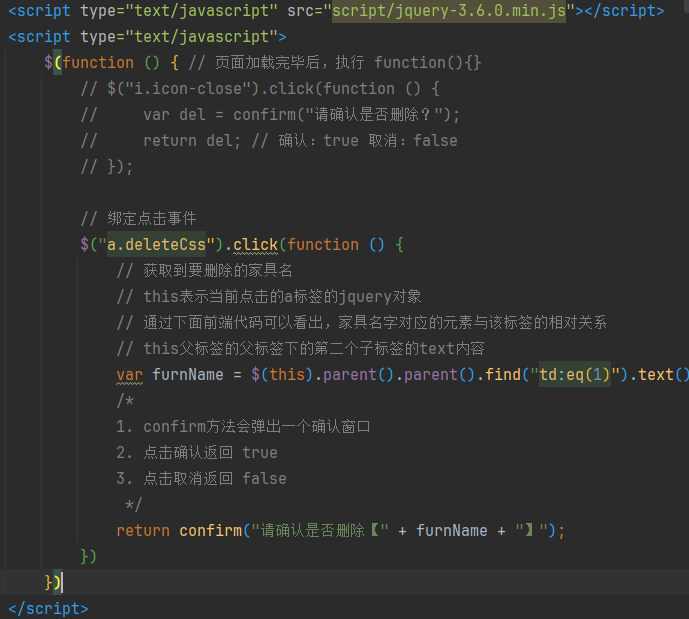 <script type="text/javascript" src="script/jquery-3.6.0.min.js"></script>
<script type="text/javascript">
    $(function () { // 页面加载完毕后，执行 function(){}
        // $("i.icon-close").click(function () {
        //     var del = confirm("请确认是否删除？");
        //     return del; // 确认：true 取消：false
        // });

        // 绑定点击事件
        $("a.deleteCss").click(function () {
            // 获取到要删除的家具名
            // this表示当前点击的a标签的jquery对象
            // 通过下面前端代码可以看出，家具名字对应的元素与该标签的相对关系
            // this父标签的父标签下的第二个子标签的text内容
            var furnName = $(this).parent().parent().find("td:eq(1)").text()
            /*
            1. confirm方法会弹出一个确认窗口
            2. 点击确认返回 true
            3. 点击取消返回 false
             */
            return confirm("请确认是否删除【" + furnName + "】");
        })
    })
</script>